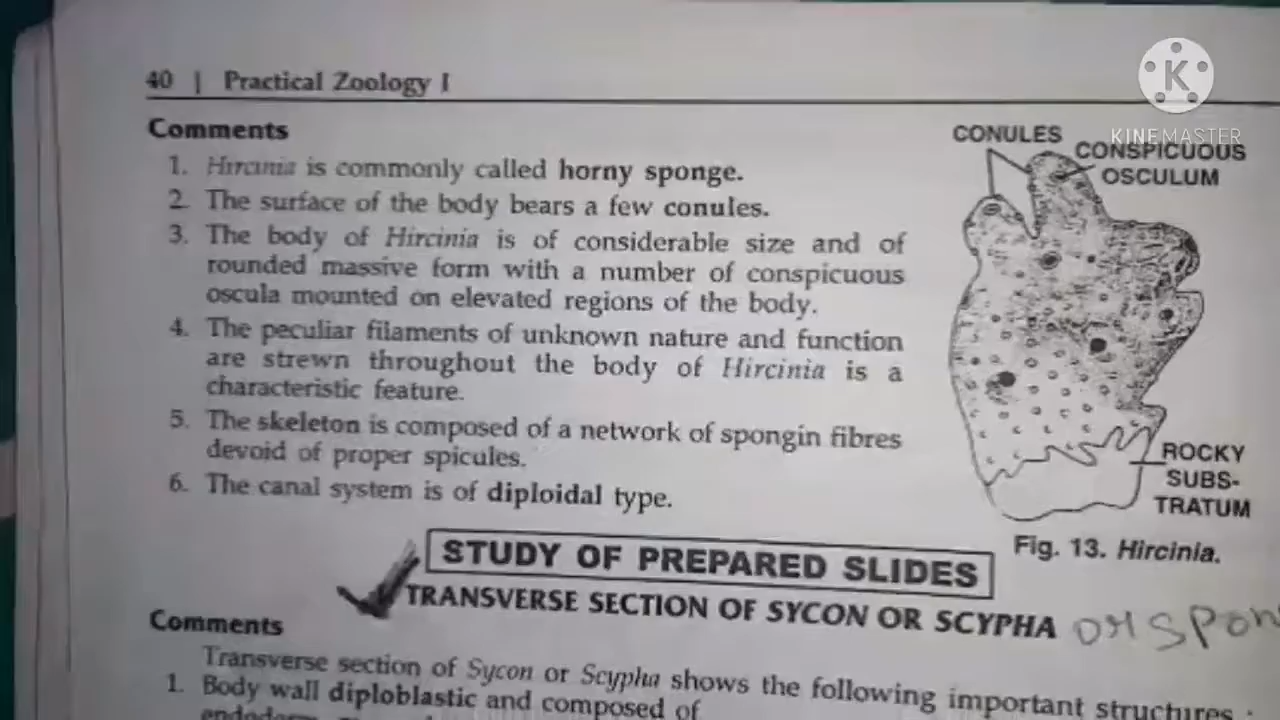 40 | Practical Zoology I
Comments
1. Hircinia is commonly called horny sponge.
2. The surface of the body bears a few conules.
3. The body of Hircinia is of considerable size and of
rounded massive form with a number of conspicuous
oscula mounted on elevated regions of the body.
4. The peculiar filaments of unknown nature and function
are strewn throughout the body of Hircinia is a
characteristic feature.
5. The skeleton is composed of a network of spongin fibres
devoid of proper spicules.
6. The canal system is of diploidal type.
K
KINEMASTER
CONULES
CONSPICUOUS
OSCULUM
ROCKY
SUBS-
TRATUM
Fig. 13. Hircinia.
STUDY OF PREPARED SLIDES
TRANSVERSE SECTION OF SYCON OR SCYPHA OR SPON
Comments
Transverse section of Sycon or Scypha shows the following important structures :
1. Body wall diploblastic and composed of